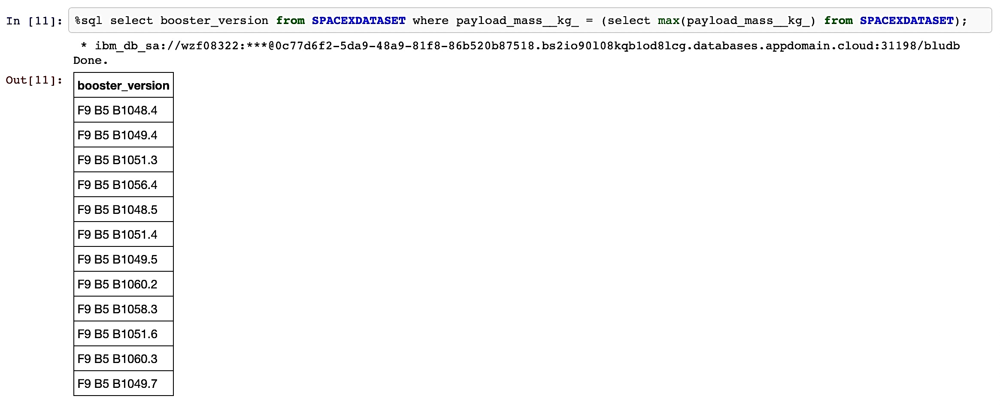 In [11]: %sql select booster_version from SPACEXDATASET where payload_mass__kg_ = (select max(payload_mass__kg_) from SPACEXDATASET);
* ibm_db_sa://wzf08322:***@0c77d6f2-5da9-48a9-81f8-86b520b87518.bs2io90l08kqb1od8lcg.databases.appdomain.cloud:31198/bludb
Done.
Out[11]:
booster_version
F9 B5 B1048.4
F9 B5 B1049.4
F9 B5 B1051.3
F9 B5 B1056.4
F9 B5 B1048.5
F9 B5 B1051.4
F9 B5 B1049.5
F9 B5 B1060.2
F9 B5 B1058.3
F9 B5 B1051.6
F9 B5 B1060.3
F9 B5 B1049.7